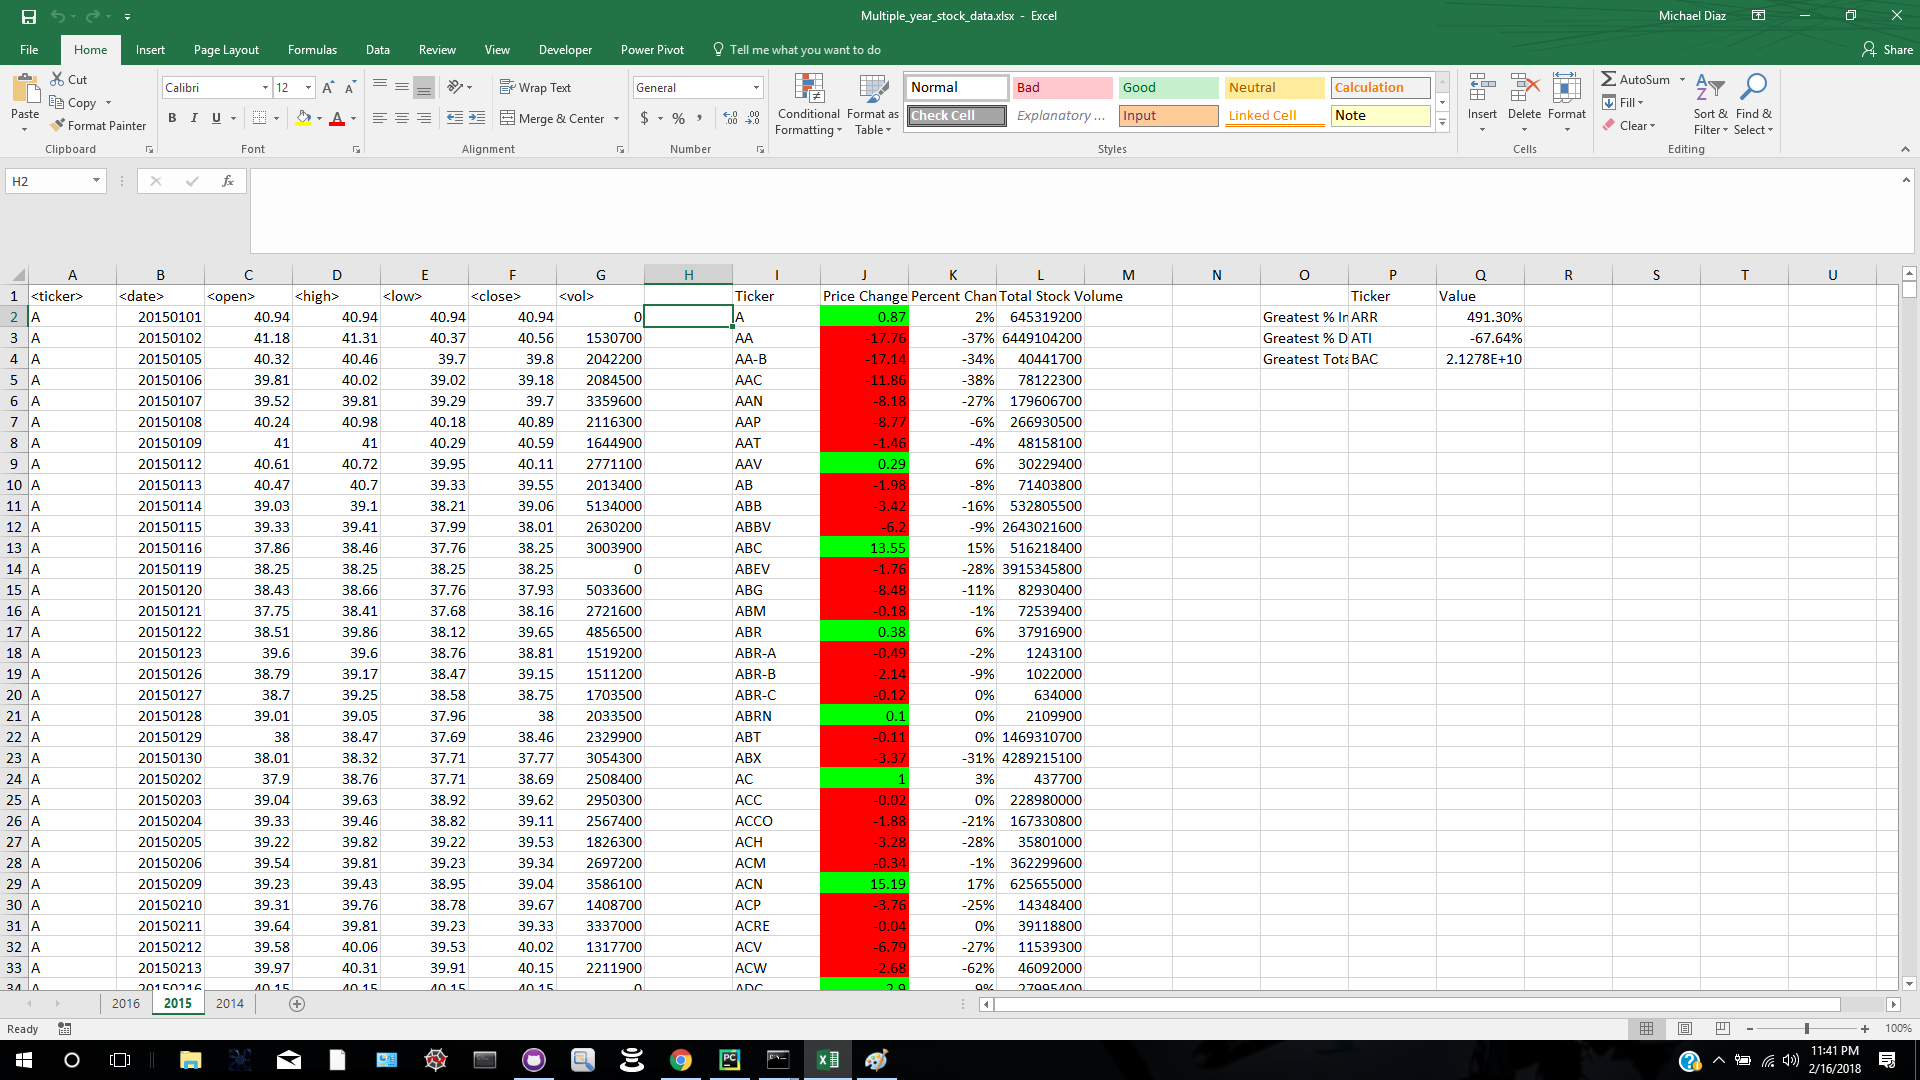 Multiple_year_stock_data.xlsx - Excel Michael Diaz
File Home Insert Page Layout Formulas Data Review View Developer Power Pivot Tell me what you want to do Share
Cut Calibri 12 Wrap Text General Normal Bad Good Neutral Calculation AutoSum
Paste Copy Conditional Formatting Format as Table Insert Delete Format Fill Sort & Filter Find & Select
Format Painter B I U Merge & Center $ % , Check Cell Explanatory ... Input Linked Cell Note Clear
Clipboard Font Alignment Number Styles Cells Editing
H2 fx
A B C D E F G H I J K L M N O P Q R S T U
1 <ticker> <date> <open> <high> <low> <close> <vol> Ticker Price Change Percent Chan Total Stock Volume Ticker Value
2 A 20150101 40.94 40.94 40.94 40.94 0 A 0.87 2% 645319200 Greatest % In ARR 491.30%
3 A 20150102 41.18 41.31 40.37 40.56 1530700 AA -17.76 -37% 6449104200 Greatest % D ATI -67.64%
4 A 20150105 40.32 40.46 39.7 39.8 2042200 AA-B -17.14 -34% 40441700 Greatest Tota BAC 2.1278E+10
5 A 20150106 39.81 40.02 39.02 39.18 2084500 AAC -11.86 -38% 78122300
6 A 20150107 39.52 39.81 39.29 39.7 3359600 AAN -8.18 -27% 179606700
7 A 20150108 40.24 40.98 40.18 40.89 2116300 AAP -8.77 -6% 266930500
8 A 20150109 41 41 40.29 40.59 1644900 AAT -1.46 -4% 48158100
9 A 20150112 40.61 40.72 39.95 40.11 2771100 AAV 0.29 6% 30229400
10 A 20150113 40.47 40.7 39.33 39.55 2013400 AB -1.98 -8% 71403800
11 A 20150114 39.03 39.1 38.21 39.06 5134000 ABB -3.42 -16% 532805500
12 A 20150115 39.33 39.41 37.99 38.01 2630200 ABBV -6.2 -9% 2643021600
13 A 20150116 37.86 38.46 37.76 38.25 3003900 ABC 13.55 15% 516218400
14 A 20150119 38.25 38.25 38.25 38.25 0 ABEV -1.76 -28% 3915345800
15 A 20150120 38.43 38.66 37.76 37.93 5033600 ABG -8.48 -11% 82930400
16 A 20150121 37.75 38.41 37.68 38.16 2721600 ABM -0.18 -1% 72539400
17 A 20150122 38.51 39.86 38.12 39.65 4856500 ABR 0.38 6% 37916900
18 A 20150123 39.6 39.6 38.76 38.81 1519200 ABR-A -0.49 -2% 1243100
19 A 20150126 38.79 39.17 38.47 39.15 1511200 ABR-B -2.14 -9% 1022000
20 A 20150127 38.7 39.25 38.58 38.75 1703500 ABR-C -0.12 0% 634000
21 A 20150128 39.01 39.05 37.96 38 2033500 ABRN 0.1 0% 2109900
22 A 20150129 38 38.47 37.69 38.46 2329900 ABT -0.11 0% 1469310700
23 A 20150130 38.01 38.32 37.71 37.77 3054300 ABX -3.37 -31% 4289215100
24 A 20150202 37.9 38.76 37.71 38.69 2508400 AC 1 3% 437700
25 A 20150203 39.04 39.63 38.92 39.62 2950300 ACC -0.02 0% 228980000
26 A 20150204 39.33 39.46 38.82 39.11 2567400 ACCO -1.88 -21% 167330800
27 A 20150205 39.22 39.82 39.22 39.53 1826300 ACH -3.28 -28% 35801000
28 A 20150206 39.54 39.81 39.23 39.34 2697200 ACM -0.34 -1% 362299600
29 A 20150209 39.23 39.43 38.95 39.04 3586100 ACN 15.19 17% 625655000
30 A 20150210 39.31 39.76 38.78 39.67 1408700 ACP -3.76 -25% 14348400
31 A 20150211 39.64 39.81 39.23 39.33 3337000 ACRE -0.04 0% 39118800
32 A 20150212 39.58 40.06 39.53 40.02 1317700 ACV -6.79 -27% 11539300
33 A 20150213 39.97 40.31 39.91 40.15 2211900 ACW -2.68 -62% 46092000
34 A 20150216 40.15 40.15 40.15 40.15 0 ADC 2.9 9% 27995400
2016 2015 2014
Ready 100%
11:41 PM
2/16/2018